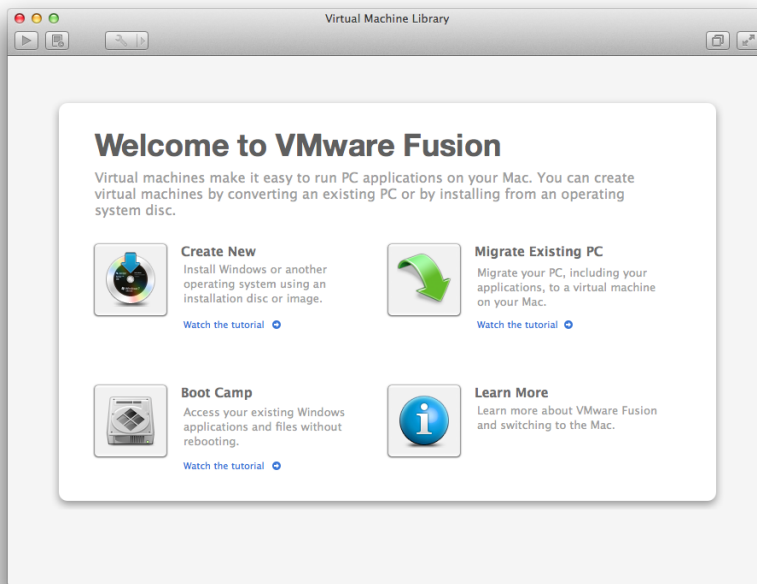 Virtual Machine Library
Welcome to VMware Fusion
Virtual machines make it easy to run PC applications on your Mac. You can create
virtual machines by converting an existing PC or by installing from an operating
system disc.
Create New
Install Windows or another
operating system using an
installation disc or image.
Watch the tutorial
Migrate Existing PC
Migrate your PC, including your
applications, to a virtual machine
on your Mac.
Watch the tutorial
Boot Camp
Access your existing Windows
applications and files without
rebooting.
Watch the tutorial
Learn More
Learn more about VMware Fusion
and switching to the Mac.